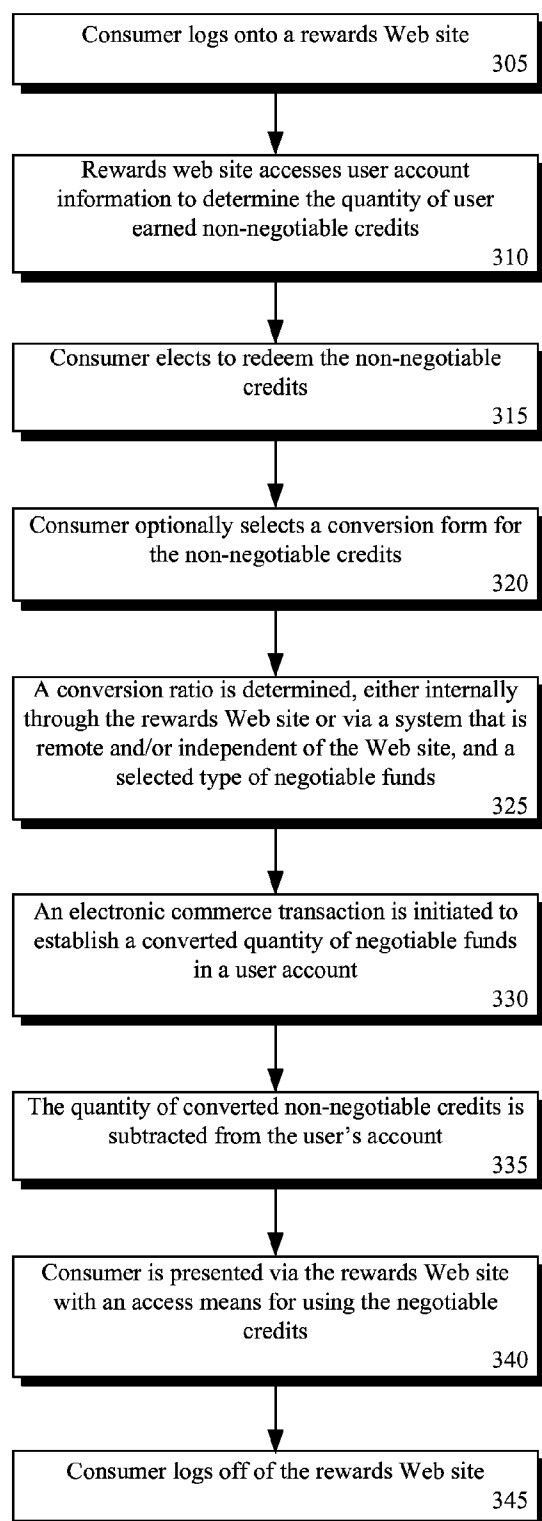 Consumer logs onto a rewards Web site
305
Rewards web site accesses user account
information to determine the quantity of user
earned non-negotiable credits
310
Consumer elects to redeem the non-negotiable
credits
315
Consumer optionally selects a conversion form for
the non-negotiable credits
320
A conversion ratio is determined, either internally
through the rewards Web site or via a system that is
remote and/or independent of the Web site, and a
selected type of negotiable funds
325
An electronic commerce transaction is initiated to
establish a converted quantity of negotiable funds
in a user account
330
The quantity of converted non-negotiable credits is
subtracted from the user's account
335
Consumer is presented via the rewards Web site
with an access means for using the negotiable
credits
340
Consumer logs off of the rewards Web site
345